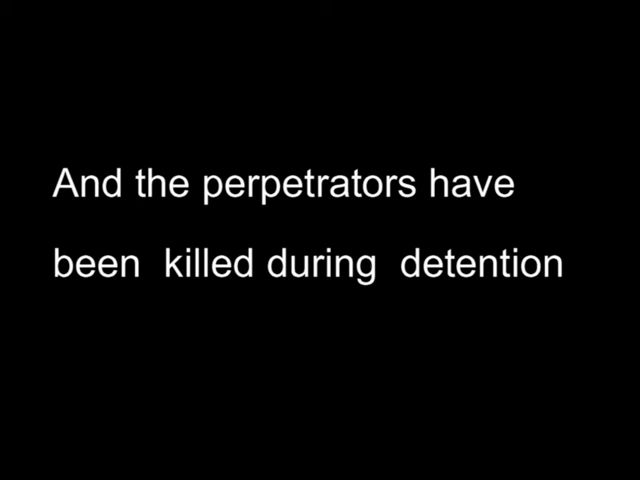 And the perpetrators have
been  killed during  detention